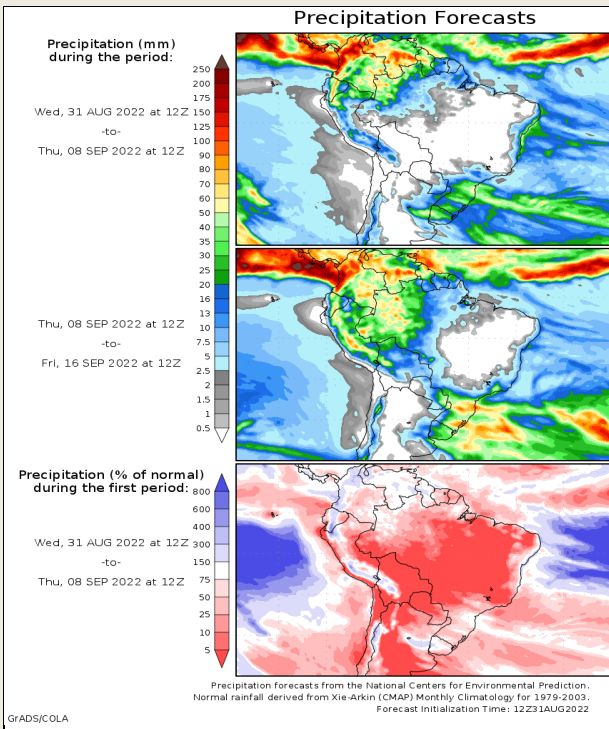 Precipitation Forecasts
Precipitation (mm)
during the period:
Wed, 31 AUG 2022 at 12Z
-to-
Thu, 08 SEP 2022 at 12Z
250
200
175
150
125
100
90
80
70
60
50
40
35
30
25
20
16
13
10
7.5
5
2.5
2
1.5
1
0.5
Thu, 08 SEP 2022 at 12Z
-to-
Fri, 16 SEP 2022 at 12Z
Precipitation (% of normal)
during the first period:
Wed, 31 AUG 2022 at 12Z
-to-
Thu, 08 SEP 2022 at 12Z
800
600
400
300
150
75
50
25
10
5
Precipitation forecasts from the National Centers for Environmental Prediction.
Normal rainfall derived from Xie-Arkin (CMAP) Monthly Climatology for 1979-2003.
Forecast Initialization Time: 12Z31AUG2022
GrADS/COLA